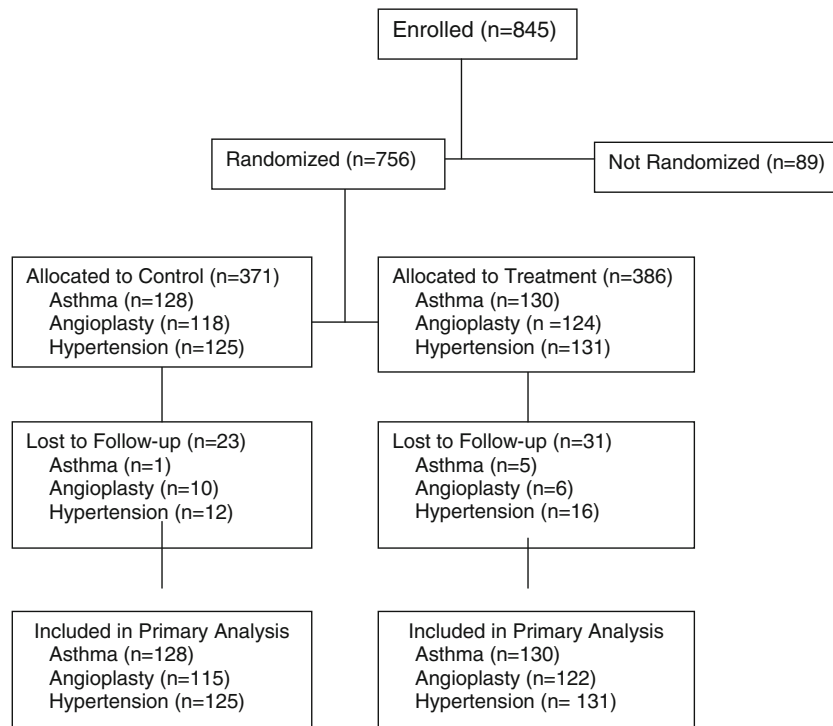 Enrolled (n=845)
Randomized (n=756)
Not Randomized (n=89)
Allocated to Control (n=371)
Asthma (n=128)
Angioplasty (n=118)
Hypertension (n=125)
Allocated to Treatment (n=386)
Asthma (n=130)
Angioplasty (n =124)
Hypertension (n=131)
Lost to Follow-up (n=23)
Asthma (n=1)
Angioplasty (n=10)
Hypertension (n=12)
Lost to Follow-up (n=31)
Asthma (n=5)
Angioplasty (n=6)
Hypertension (n=16)
Included in Primary Analysis
Asthma (n=128)
Angioplasty (n=115)
Hypertension (n=125)
Included in Primary Analysis
Asthma (n=130)
Angioplasty (n=122)
Hypertension (n= 131)